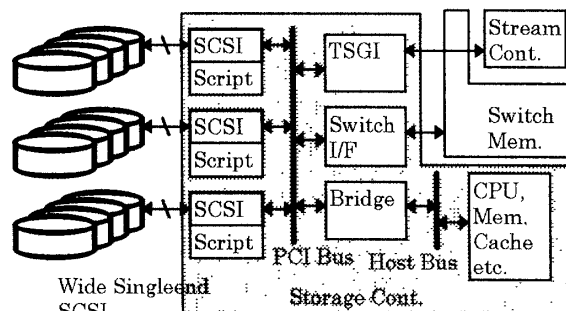 SCSI
Script
TSGI
Stream
Cont.
SCSI
Script
Switch
I/F
Switch
Mem.
SCSI
Script
Bridge
CPU,
Mem.
Cache
etc.
PCI Bus
Host Bus
Wide Singleend
SCSI
Storage Cont.